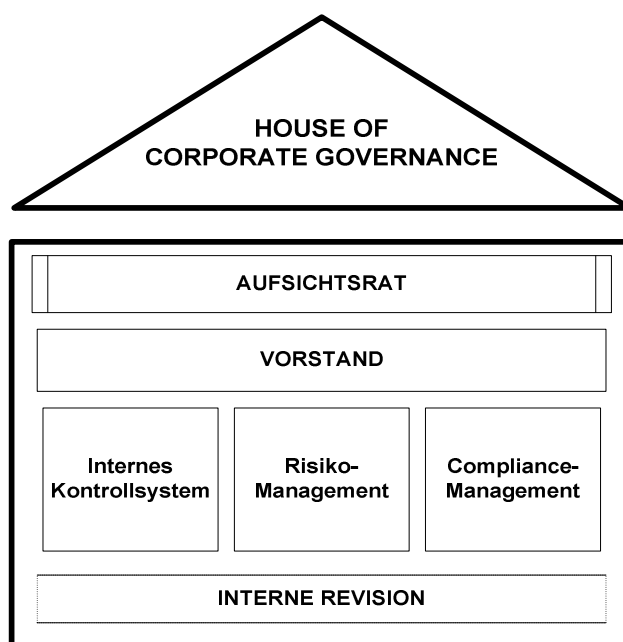 HOUSE OF
CORPORATE GOVERNANCE
AUFSICHTSRAT
VORSTAND
Internes
Kontrollsystem
Risiko-
Management
Compliance-
Management
INTERNE REVISION